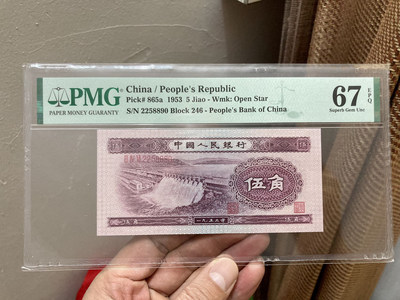 PMG
PAPER MONEY GUARANTY
China / People's Republic
Pick# 865a 1953 5 Jiao - Wmk: Open Star
S/N 2258890 Block 246 - People's Bank of China
67 EPQ
Superb Gem Unc
中國人民銀行
伍角
一九五三年